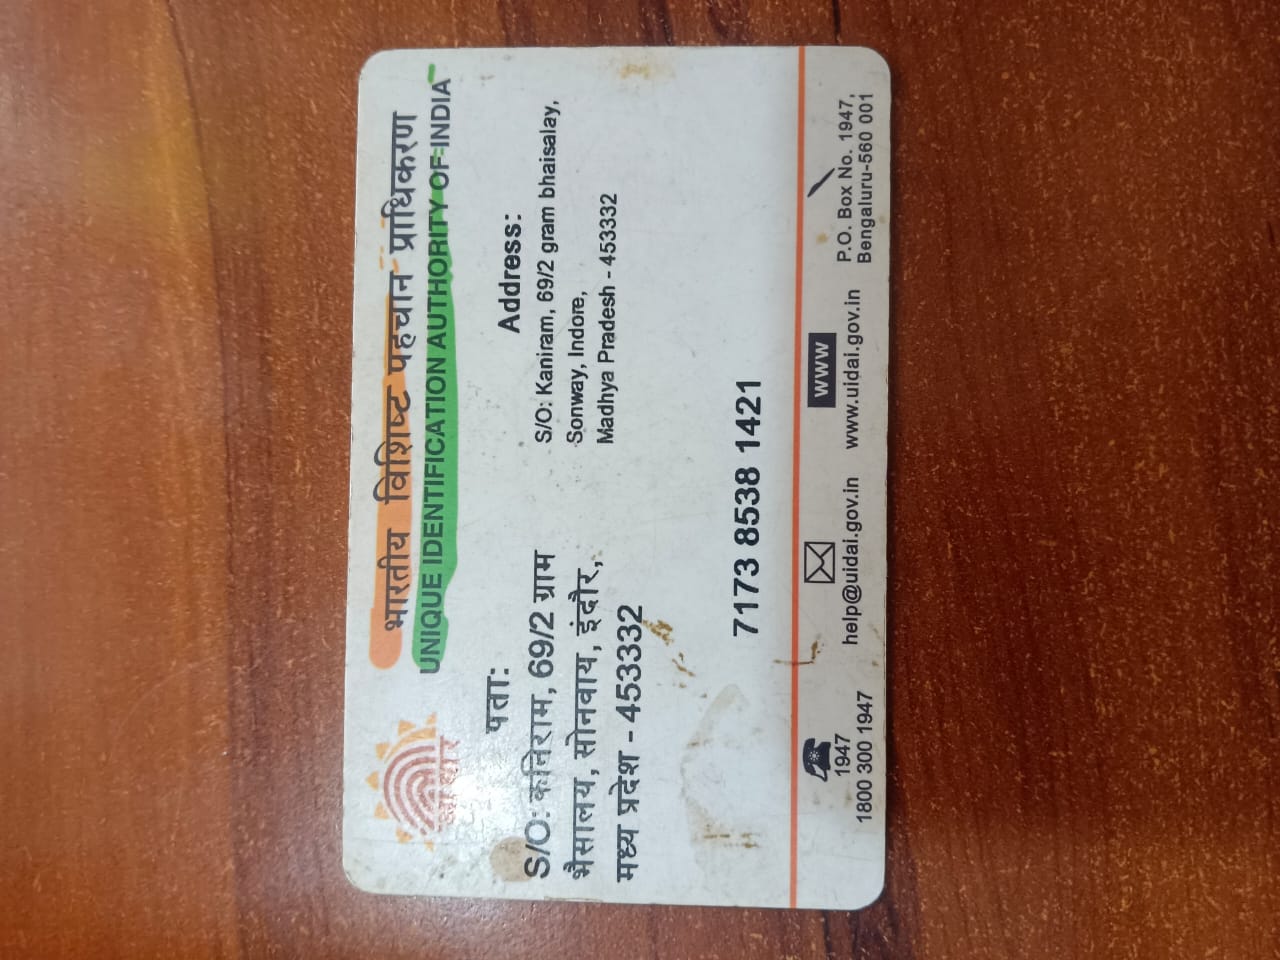 भारतीय विशिष्ट पहचान प्राधिकरण
UNIQUE IDENTIFICATION AUTHORITY OF INDIA
आधार
पता:
S/O: कनिराम, 69/2 ग्राम
भैसालय, सोनवाय, इंदौर,
मध्य प्रदेश - 453332
Address:
S/O: Kaniram, 69/2 gram bhaisalay,
Sonway, Indore,
Madhya Pradesh - 453332
7173 8538 1421
1947
1800 300 1947
help@uidai.gov.in
www
www.uidai.gov.in
P.O. Box No. 1947,
Bengaluru-560 001